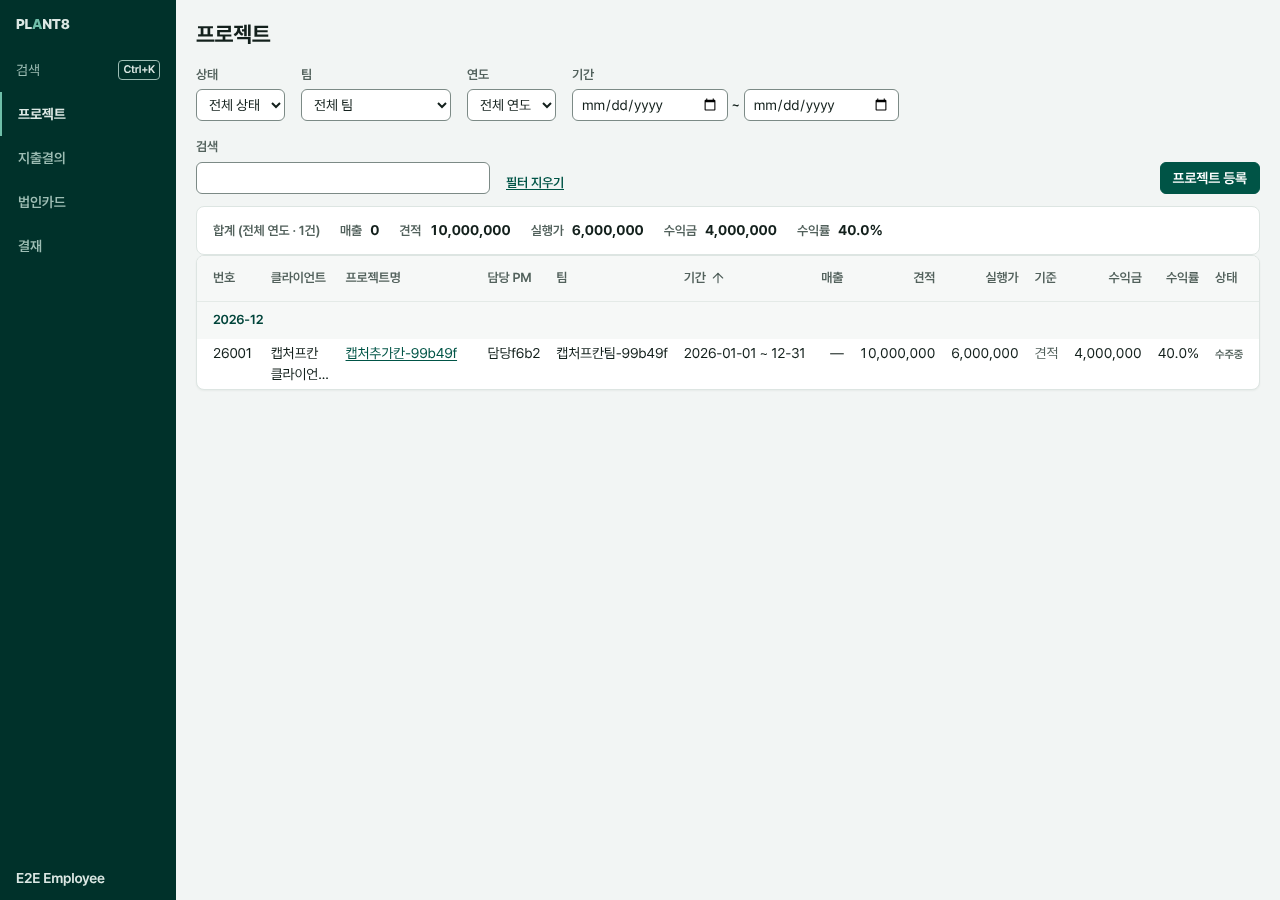 PLANT8
검색 Ctrl+K
프로젝트
지출결의
법인카드
결재
E2E Employee
프로젝트
상태 팀 연도 기간
전체 상태 전체 팀 전체 연도 mm/dd/yyyy ~ mm/dd/yyyy
검색
필터 지우기 프로젝트 등록
합계 (전체 연도 · 1건) 매출 0 견적 10,000,000 실행가 6,000,000 수익금 4,000,000 수익률 40.0%
번호 클라이언트 프로젝트명 담당 PM 팀 기간 ↑ 매출 견적 실행가 기준 수익금 수익률 상태
2026-12
26001 캡처프칸 캡처추가칸-99b49f 담당f6b2 캡처프칸팀-99b49f 2026-01-01 ~ 12-31 — 10,000,000 6,000,000 견적 4,000,000 40.0% 수주중
클라이언...